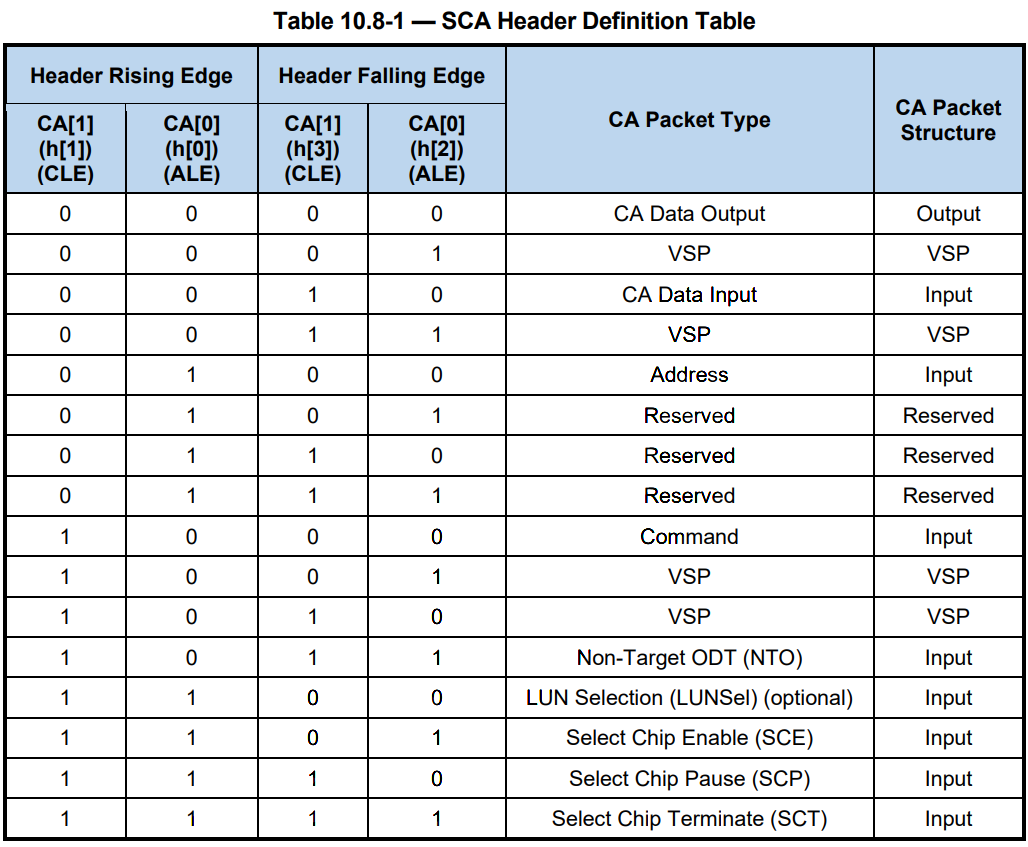 Table 10.8-1 — SCA Header Definition Table
Header Rising Edge Header Falling Edge CA Packet Type CA Packet Structure
CA[1] (h[1]) (CLE) CA[0] (h[0]) (ALE) CA[1] (h[3]) (CLE) CA[0] (h[2]) (ALE)
0 0 0 0 CA Data Output Output
0 0 0 1 VSP VSP
0 0 1 0 CA Data Input Input
0 0 1 1 VSP VSP
0 1 0 0 Address Input
0 1 0 1 Reserved Reserved
0 1 1 0 Reserved Reserved
0 1 1 1 Reserved Reserved
1 0 0 0 Command Input
1 0 0 1 VSP VSP
1 0 1 0 VSP VSP
1 0 1 1 Non-Target ODT (NTO) Input
1 1 0 0 LUN Selection (LUNSel) (optional) Input
1 1 0 1 Select Chip Enable (SCE) Input
1 1 1 0 Select Chip Pause (SCP) Input
1 1 1 1 Select Chip Terminate (SCT) Input